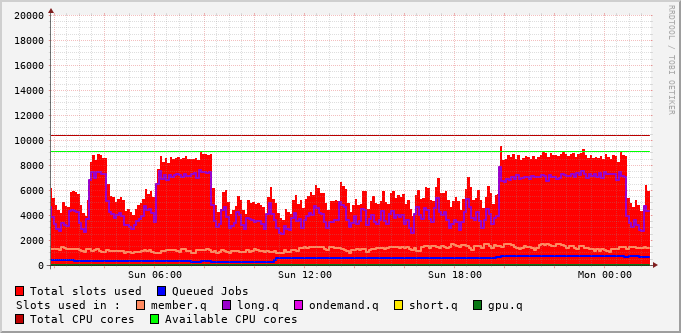 RRDTOOL / TOBI OETIKER
20000
18000
16000
14000
12000
10000
8000
6000
4000
2000
0
Sun 06:00 Sun 12:00 Sun 18:00 Mon 00:00
Total slots used Queued Jobs
Slots used in : member.q long.q ondemand.q short.q gpu.q
Total CPU cores Available CPU cores